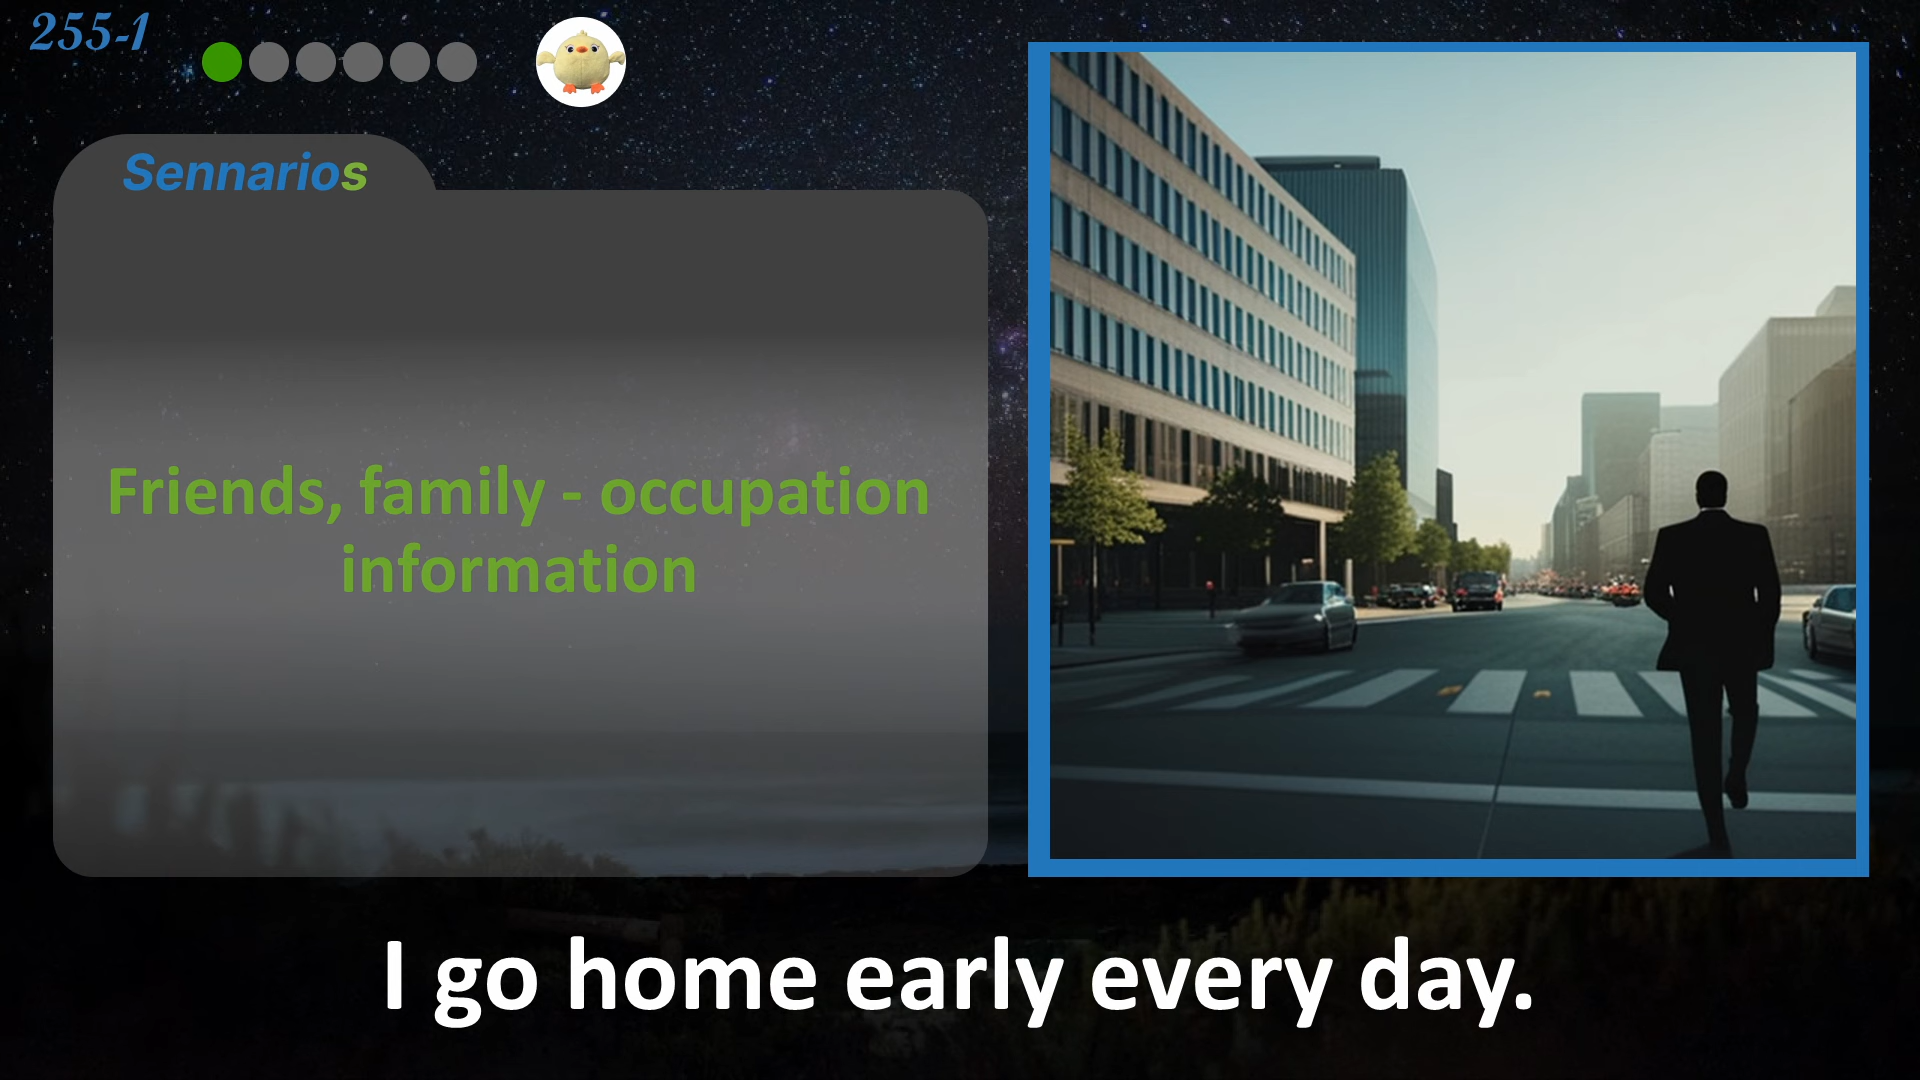 255-1
Sennarios
Friends, family - occupation
information
I go home early every day.